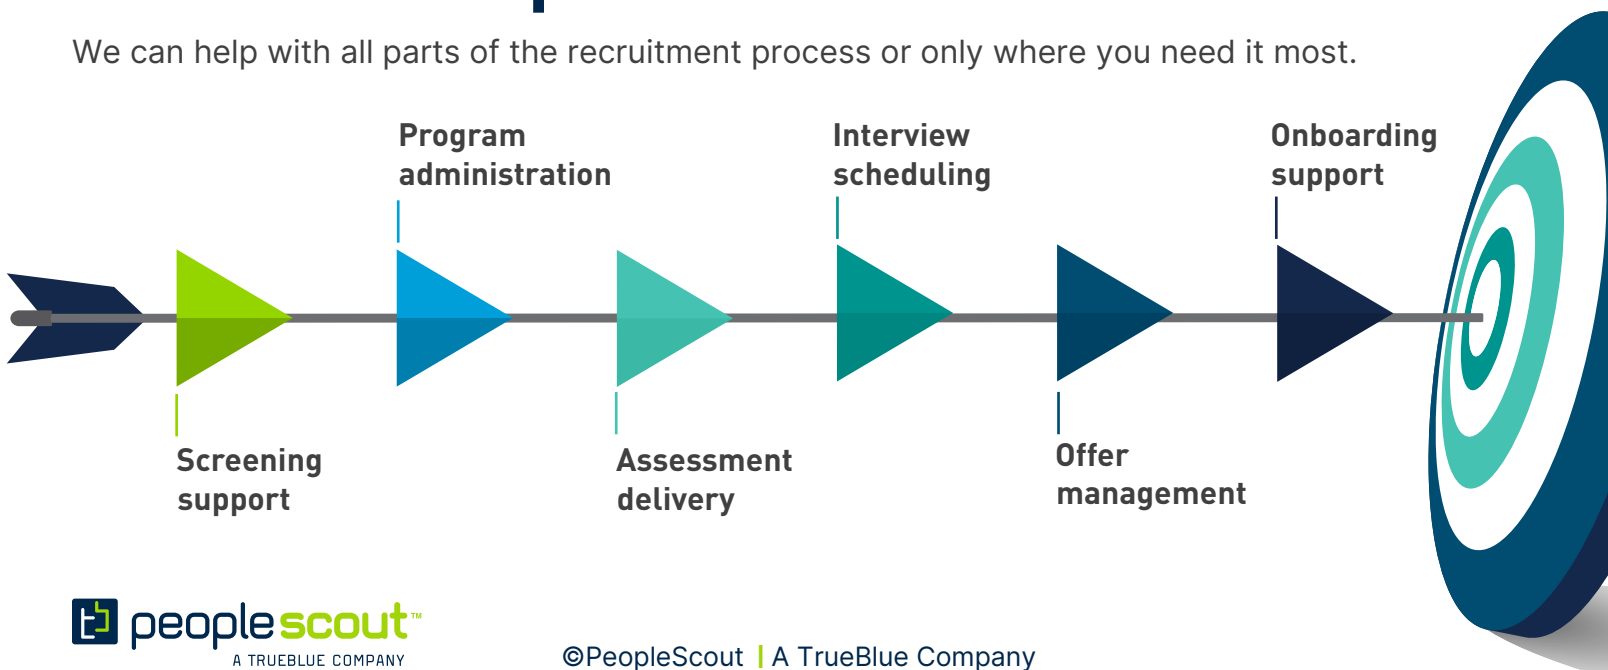 We can help with all parts of the recruitment process or only where you need it most.
Program
administration
Interview
scheduling
Onboarding
support
Screening
support
Assessment
delivery
Offer
management
peoplescout™
A TRUEBLUE COMPANY
©PeopleScout | A TrueBlue Company